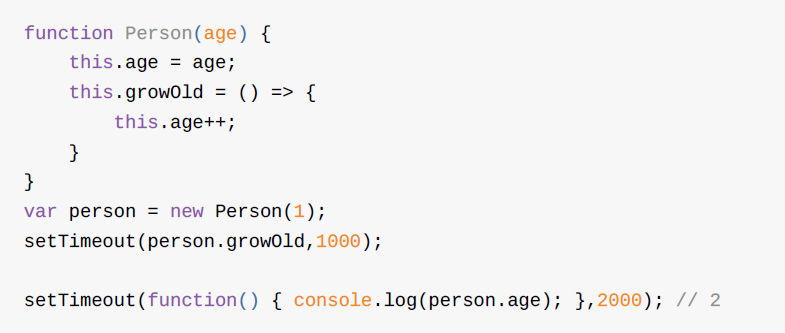 function Person(age) {
    this.age = age;
    this.growOld = () => {
        this.age++;
    }
}
var person = new Person(1);
setTimeout(person.growOld,1000);

setTimeout(function() { console.log(person.age); },2000); // 2